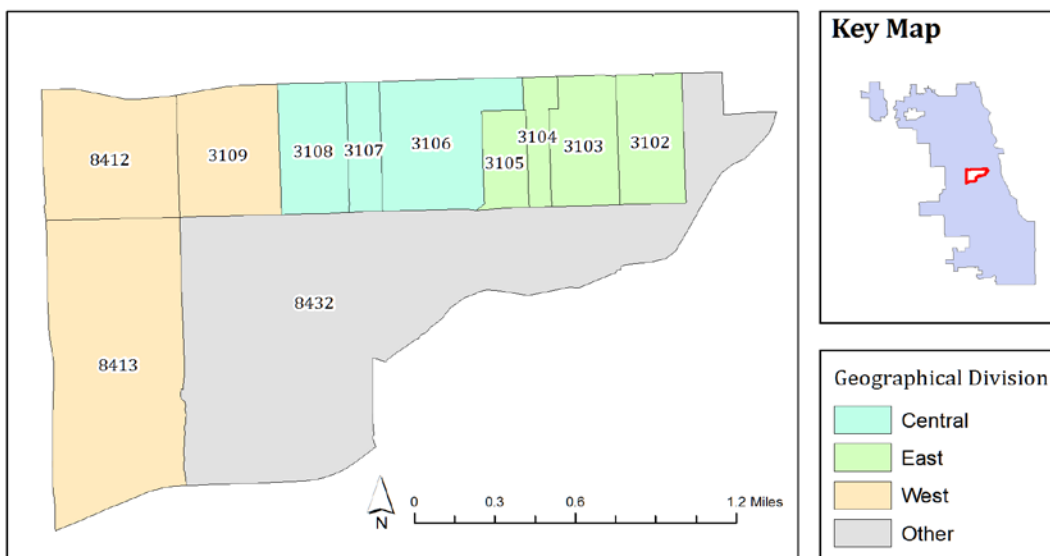 Key Map
8412
3109
3108
3107
3106
3105
3104
3103
3102
8432
8413
N
0 0.3 0.6 1.2 Miles
Geographical Division
Central
East
West
Other